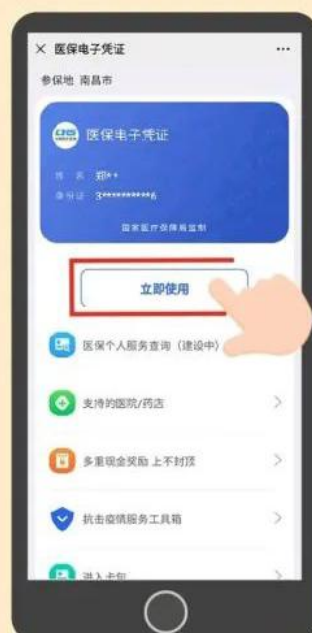 医保电子凭证
参保地 南昌市
医保电子凭证
姓 名 郑**
身份证 3**********6
国家医疗保障局监制
立即使用
医保个人服务查询（建设中）
支持的医院/药店
多重现金奖励 上不封顶
抗击疫情服务工具箱
进入卡包